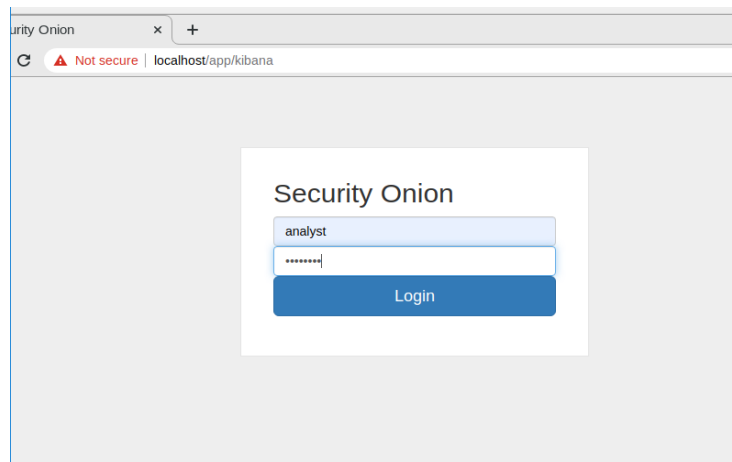 urity Onion × +
Not secure | localhost/app/kibana
Security Onion
analyst
••••••••
Login